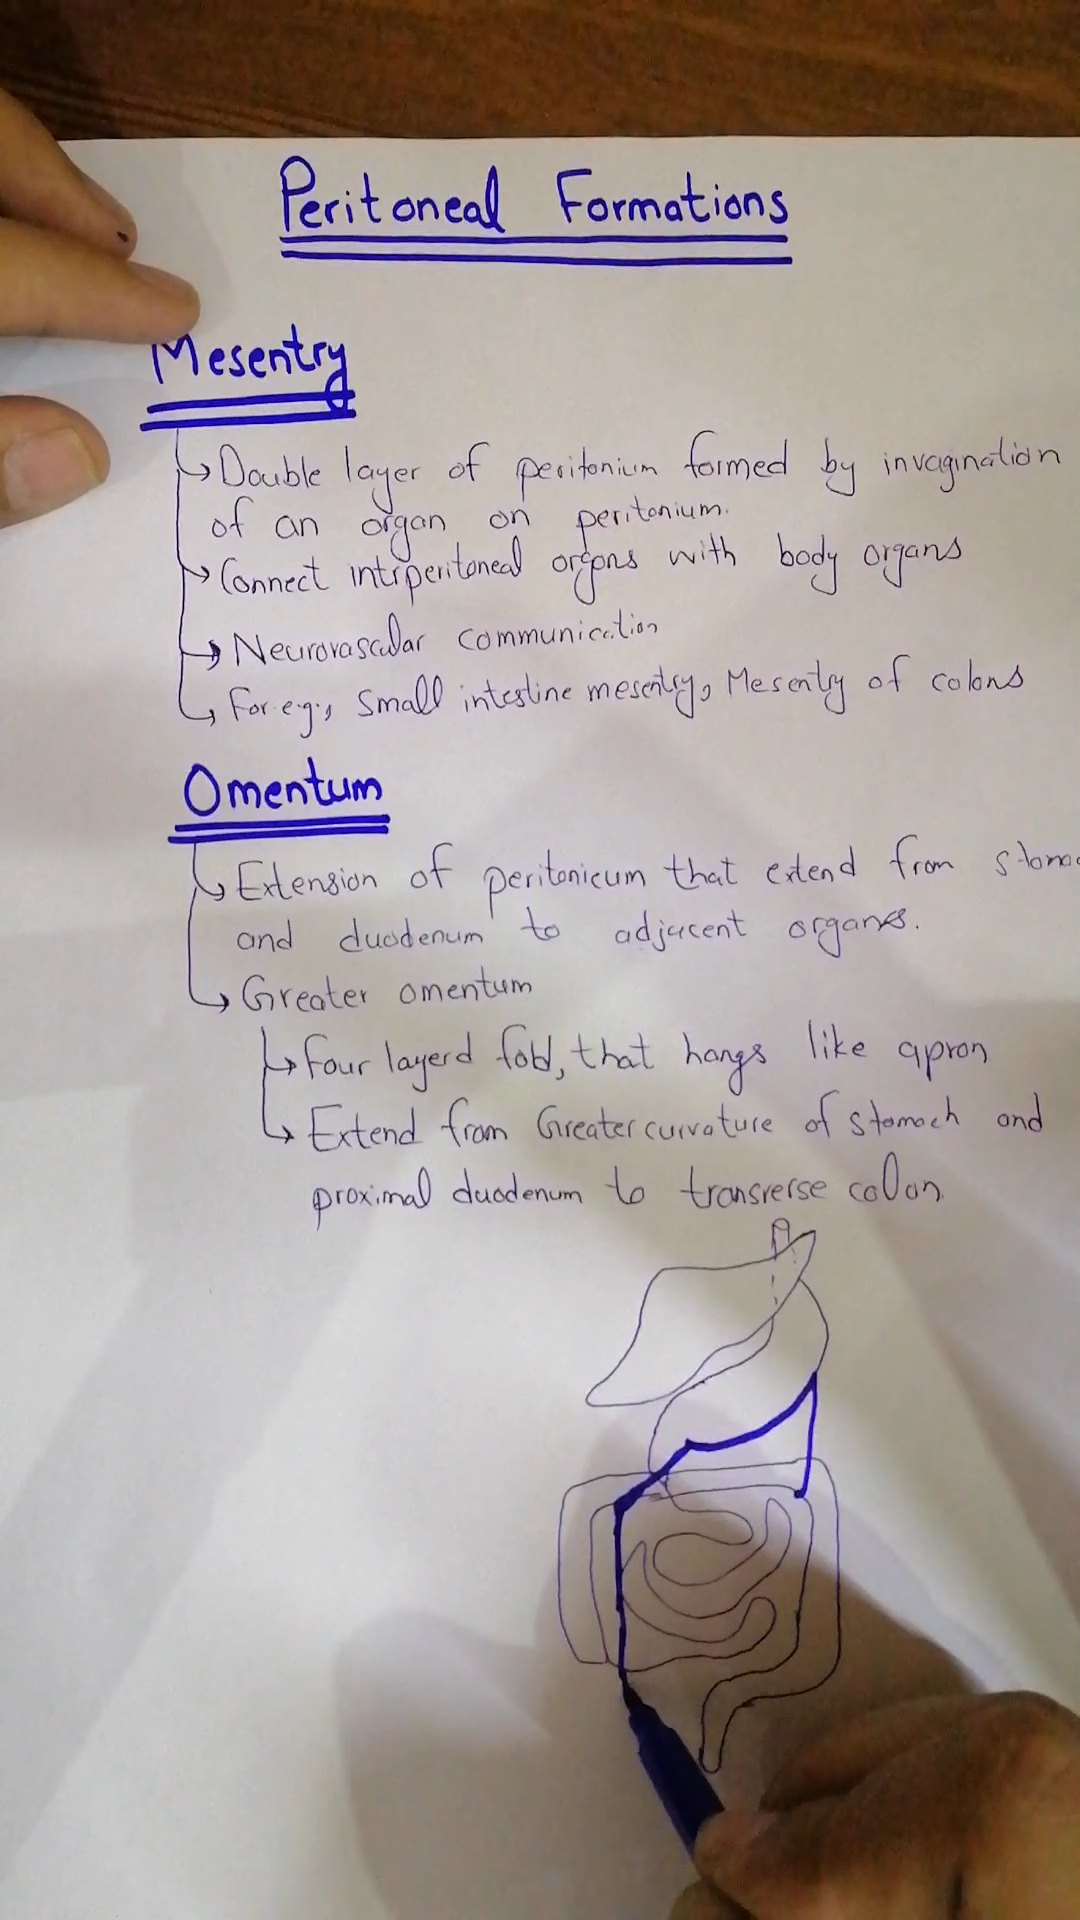 Peritoneal Formations
Mesentry
Double layer of peritonium formed by invagination
of an organ on peritonium.
Connect intrperitoneal organs with body organs
Neurovascular communication
For e.g., Small intestine mesentry, Mesentry of colons
Omentum
Extension of peritonieum that extend from stomac
and duodenum to adjacent organs.
Greater omentum
Four layerd fold, that hangs like apron
Extend from Greater curvature of stomach and
proximal duodenum to transverse colon.